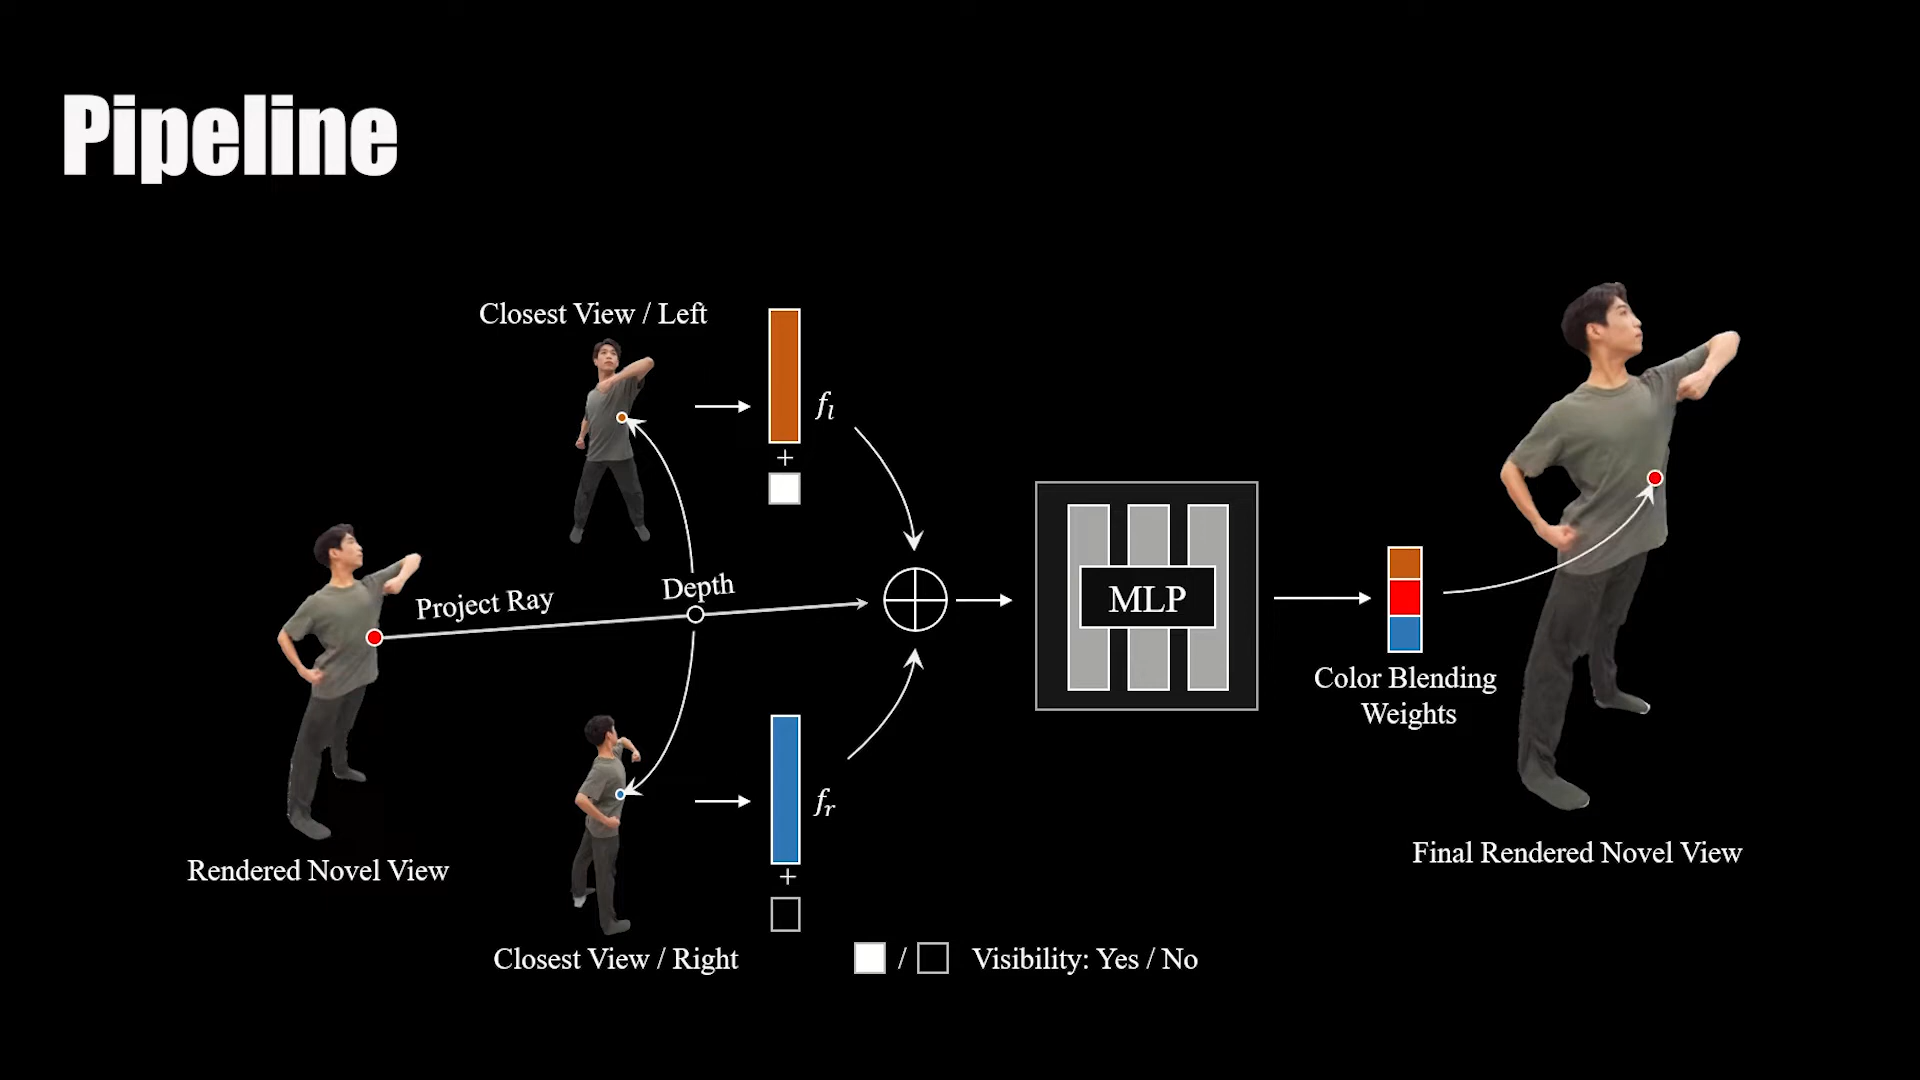 Pipeline
Closest View / Left
f_l
+
Project Ray
Depth
MLP
Color Blending
Weights
f_r
+
Rendered Novel View
Final Rendered Novel View
Closest View / Right
/ Visibility: Yes / No